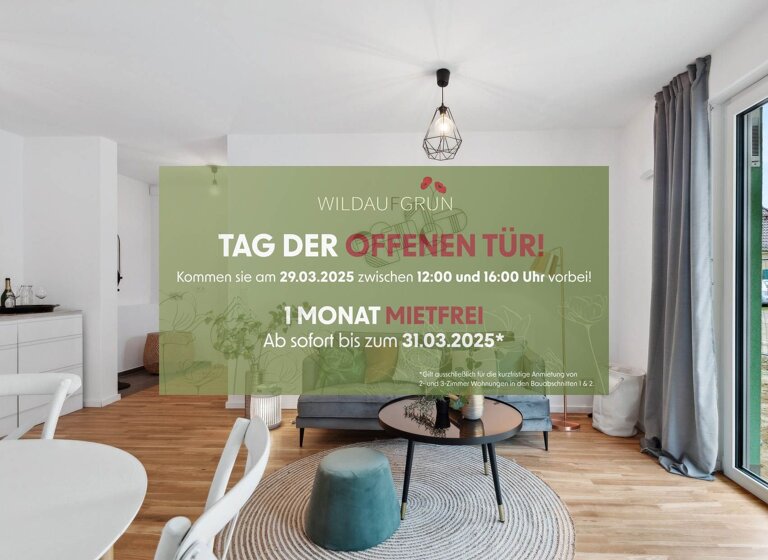 WILDAUFGRÜN
TAG DER OFFENEN TÜR!
Kommen sie am 29.03.2025 zwischen 12:00 und 16:00 Uhr vorbei!
1 MONAT MIETFREI
Ab sofort bis zum 31.03.2025*
*Gilt ausschließlich für die kurzfristige Anmietung von
2- und 3-Zimmer Wohnungen in den Bauabschnitten 1 & 2.